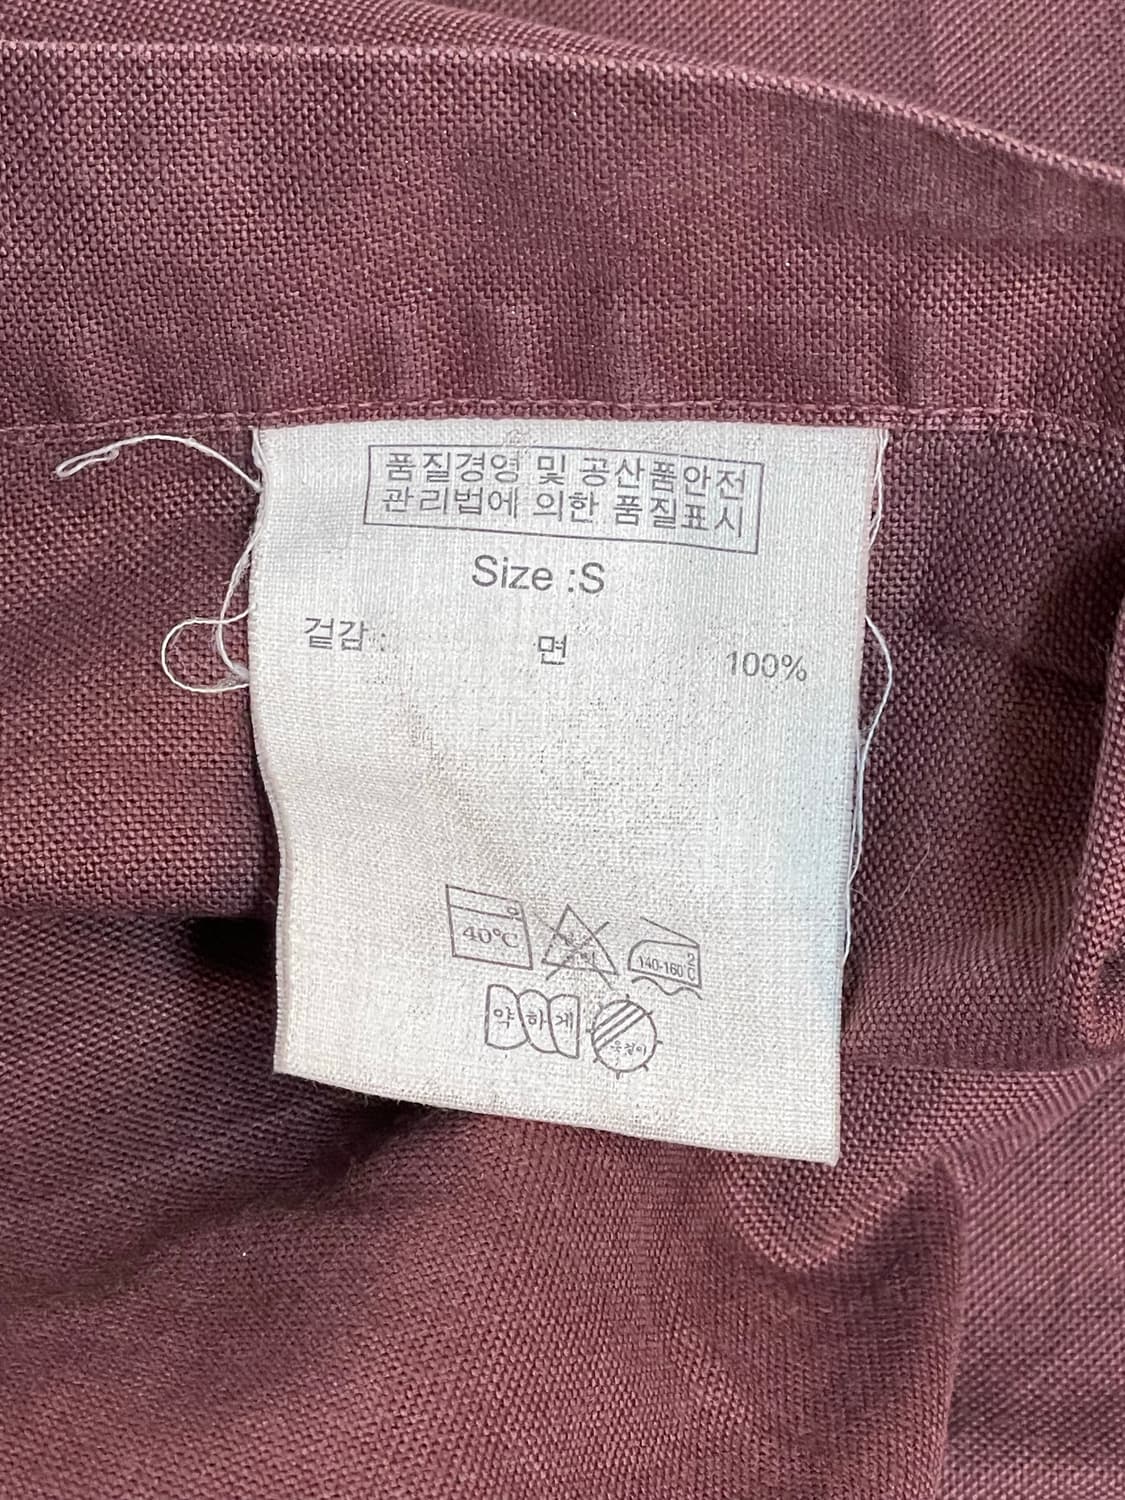 품질경영 및 공산품안전
관리법에 의한 품질표시
Size :S
겉감 : 면 100%
40℃
2
140-160℃
약하게